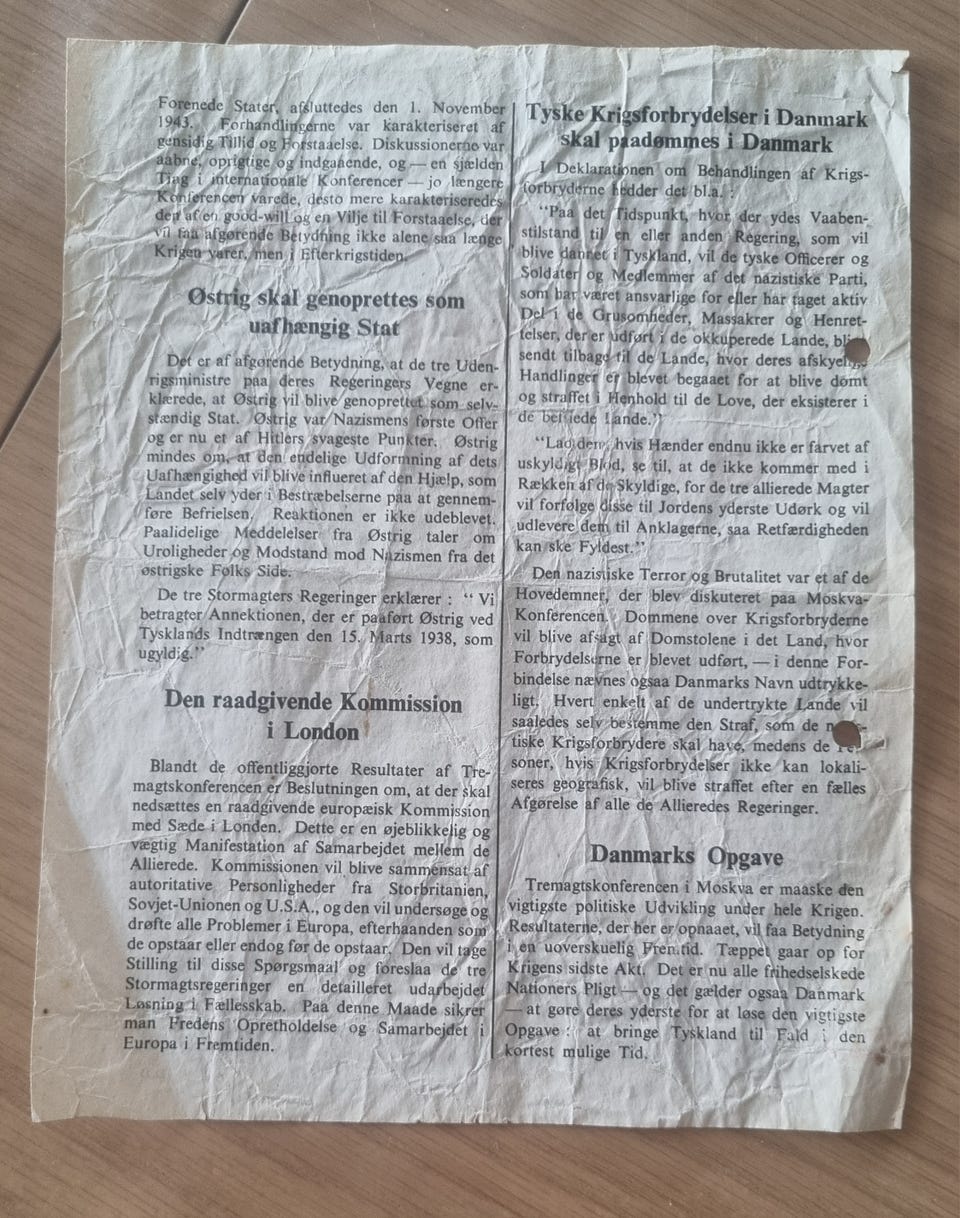 Forenede Stater, afsluttedes den 1. November
1943. Forhandlingerne var karakteriseret af
gensidig Tillid og Forstaaelse. Diskussionerne var
aabne, oprigtige og indgaaende, og — en sjælden
Ting i internationale Konferencer — jo længere
Konferencen varede, desto mere karakteriseredes
den af en good-will og en Vilje til Forstaaelse, der
vil faa afgørende Betydning ikke alene saa længe
Krigen varer, men i Efterkrigstiden.
Østrig skal genoprettes som
uafhængig Stat
Det er af afgørende Betydning, at de tre Uden-
rigsministre paa deres Regeringers Vegne er-
klærede, at Østrig vil blive genoprettet som selv-
stændig Stat. Østrig var Nazismens første Offer
og er nu et af Hitlers svageste Punkter. Østrig
mindes om, at den endelige Udformning af dets
Uafhængighed vil blive influeret af den Hjælp, som
Landet selv yder i Bestræbelserne paa at gennem-
føre Befrielsen. Reaktionen er ikke udeblevet.
Paalidelige Meddelelser fra Østrig taler om
Uroligheder og Modstand mod Nazismen fra det
østrigske Folks Side.
De tre Stormagters Regeringer erklærer : “ Vi
betragter Annektionen, der er paaført Østrig ved
Tysklands Indtrængen den 15. Marts 1938, som
ugyldig.”
Den raadgivende Kommission
i London
Blandt de offentliggjorte Resultater af Tre-
magtskonferencen er Beslutningen om, at der skal
nedsættes en raadgivende europæisk Kommission
med Sæde i Londen. Dette er en øjeblikkelig og
vægtig Manifestation af Samarbejdet mellem de
Allierede. Kommissionen vil blive sammensat af
autoritative Personligheder fra Storbritanien,
Sovjet-Unionen og U.S.A., og den vil undersøge og
drøfte alle Problemer i Europa, efterhaanden som
de opstaar eller endog før de opstaar. Den vil tage
Stilling til disse Spørgsmaal og foreslaa de tre
Stormagtsregeringer en detailleret udarbejdet
Løsning i Fællesskab. Paa denne Maade sikrer
man Fredens Opretholdelse og Samarbejdet i
Europa i Fremtiden.
Tyske Krigsforbrydelser i Danmark
skal paadømmes i Danmark
I Deklarationen om Behandlingen af Krigs-
forbryderne hedder det bl.a. :
“Paa det Tidspunkt, hvor der ydes Vaaben-
stilstand til en eller anden Regering, som vil
blive dannet i Tyskland, vil de tyske Officerer og
Soldater og Medlemmer af det nazistiske Parti,
som har været ansvarlige for eller har taget aktiv
Del i de Grusomheder, Massakrer og Henret-
telser, der er udført i de okkuperede Lande,
sendt tilbage til de Lande, hvor deres
Handlinger er blevet begaaet for at blive dømt
og straffet i Henhold til de Love, der eksisterer i
de befriede Lande.”
“Lad dem, hvis Hænder endnu ikke er farvet af
uskyldigt Blod, se til, at de ikke kommer med i
Rækken af de Skyldige, for de tre allierede Magter
vil forfølge disse til Jordens yderste Udørk og vil
udlevere dem til Anklagerne, saa Retfærdigheden
kan ske Fyldest.”
Den nazistiske Terror og Brutalitet var et af de
Hovedemner, der blev diskuteret paa Moskva-
Konferencen. Dommene over Krigsforbryderne
vil blive afsagt af Domstolene i det Land, hvor
Forbrydelserne er blevet udført, — i denne For-
bindelse nævnes ogsaa Danmarks Navn udtrykke-
ligt. Hvert enkelt af de undertrykte Lande vil
saaledes selv bestemme den Straf, som de
tiske Krigsforbrydere skal have, medens de
soner, hvis Krigsforbrydelser ikke kan lokali-
seres geografisk, vil blive straffet efter en fælles
Afgørelse af alle de Allieredes Regeringer.
Danmarks Opgave
Tremagtskonferencen i Moskva er maaske den
vigtigste politiske Udvikling under hele Krigen.
Resultaterne, der her er opnaaet, vil faa Betydning
i en uoverskuelig Fremtid. Tæppet gaar op for
Krigens sidste Akt. Det er nu alle frihedselskede
Nationers Pligt — og det gælder ogsaa Danmark
— at gøre deres yderste for at løse den vigtigste
Opgave : at bringe Tyskland til Fald i den
kortest mulige Tid.